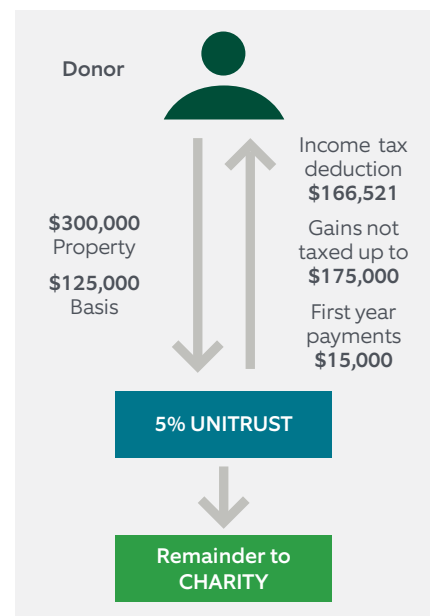 Donor
$300,000
Property
$125,000
Basis
Income tax
deduction
$166,521
Gains not
taxed up to
$175,000
First year
payments
$15,000
5% UNITRUST
Remainder to
CHARITY